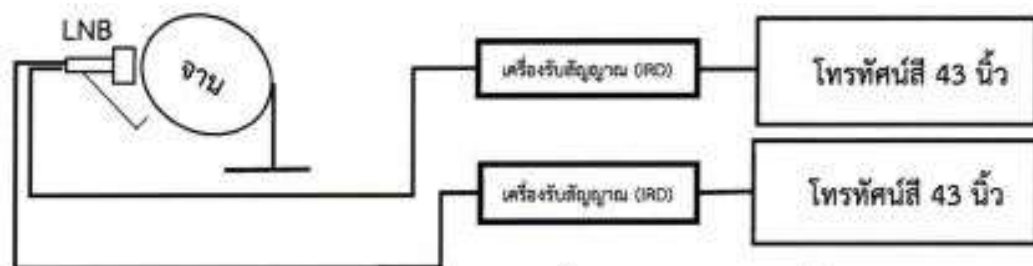 LNB
จาน
เครื่องรับสัญญาณ (IRD)
โทรทัศน์สี 43 นิ้ว
เครื่องรับสัญญาณ (IRD)
โทรทัศน์สี 43 นิ้ว